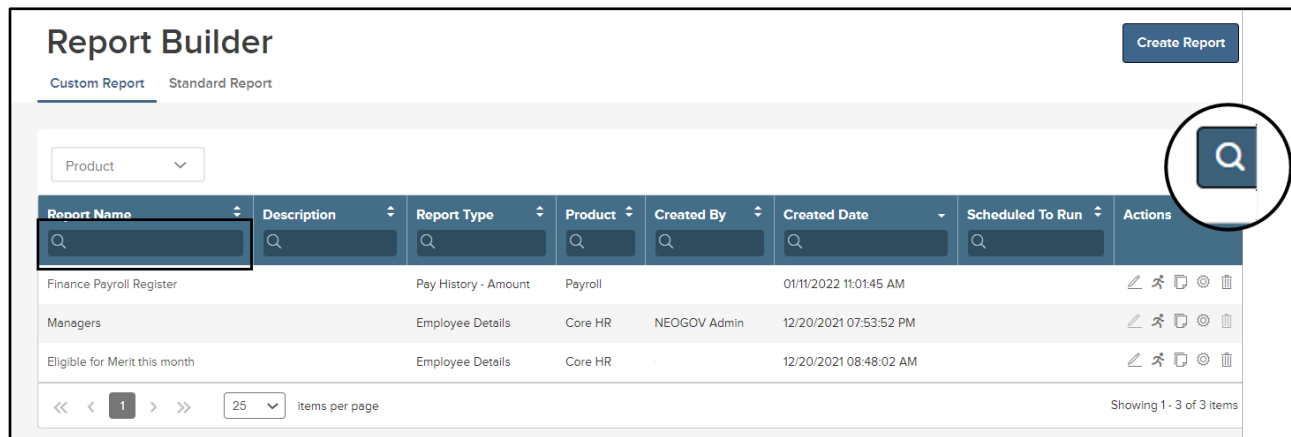 Report Builder
Create Report
Custom Report Standard Report
Product
Report Name Description Report Type Product Created By Created Date Scheduled To Run Actions
Finance Payroll Register Pay History - Amount Payroll 01/11/2022 11:01:45 AM
Managers Employee Details Core HR NEOGOV Admin 12/20/2021 07:53:52 PM
Eligible for Merit this month Employee Details Core HR 12/20/2021 08:48:02 AM
1 25 items per page Showing 1 - 3 of 3 items